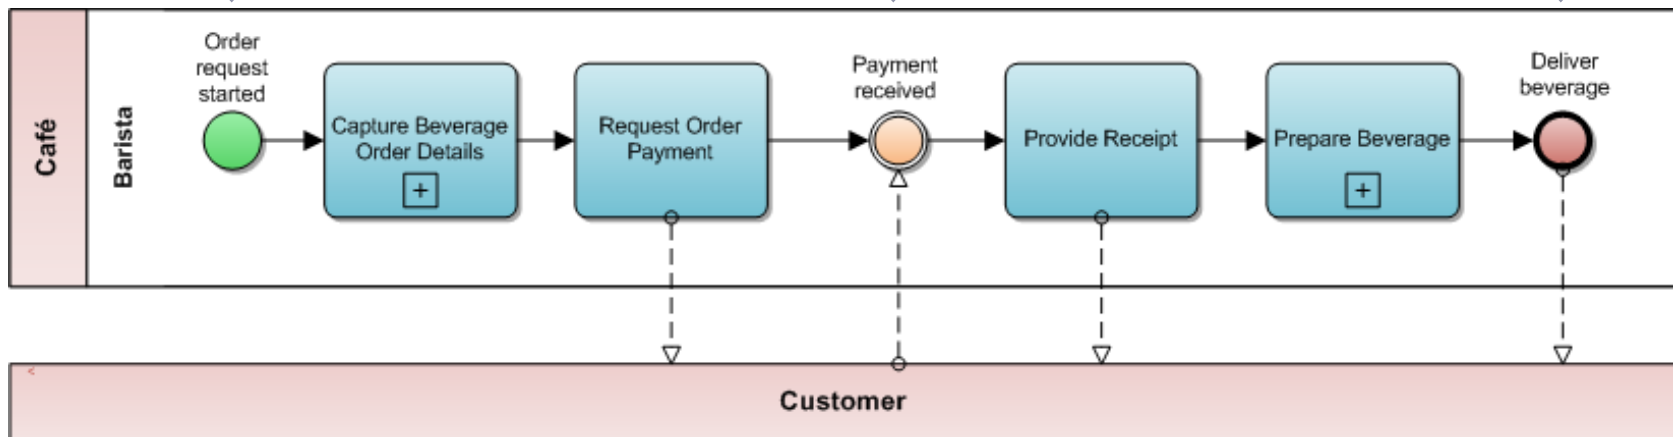 Café
Barista
Order
request
started
Capture Beverage
Order Details
+
Request Order
Payment
Payment
received
Provide Receipt
Prepare Beverage
+
Deliver
beverage
<
Customer